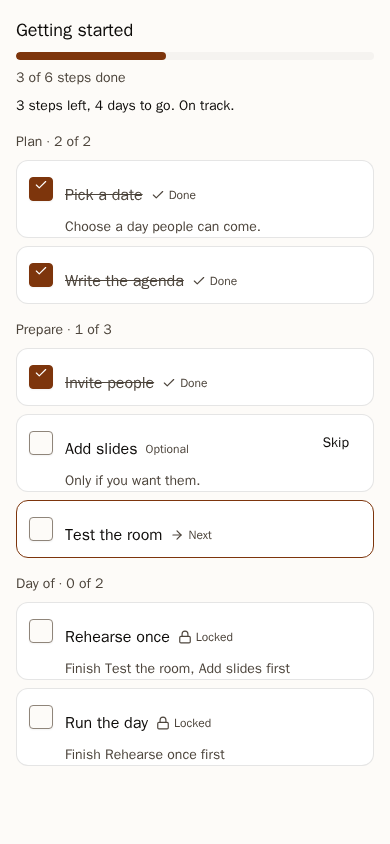 Getting started
3 of 6 steps done
3 steps left, 4 days to go. On track.
Plan · 2 of 2
Pick a date Done
Choose a day people can come.
Write the agenda Done
Prepare · 1 of 3
Invite people Done
Add slides Optional Skip
Only if you want them.
Test the room Next
Day of · 0 of 2
Rehearse once Locked
Finish Test the room, Add slides first
Run the day Locked
Finish Rehearse once first